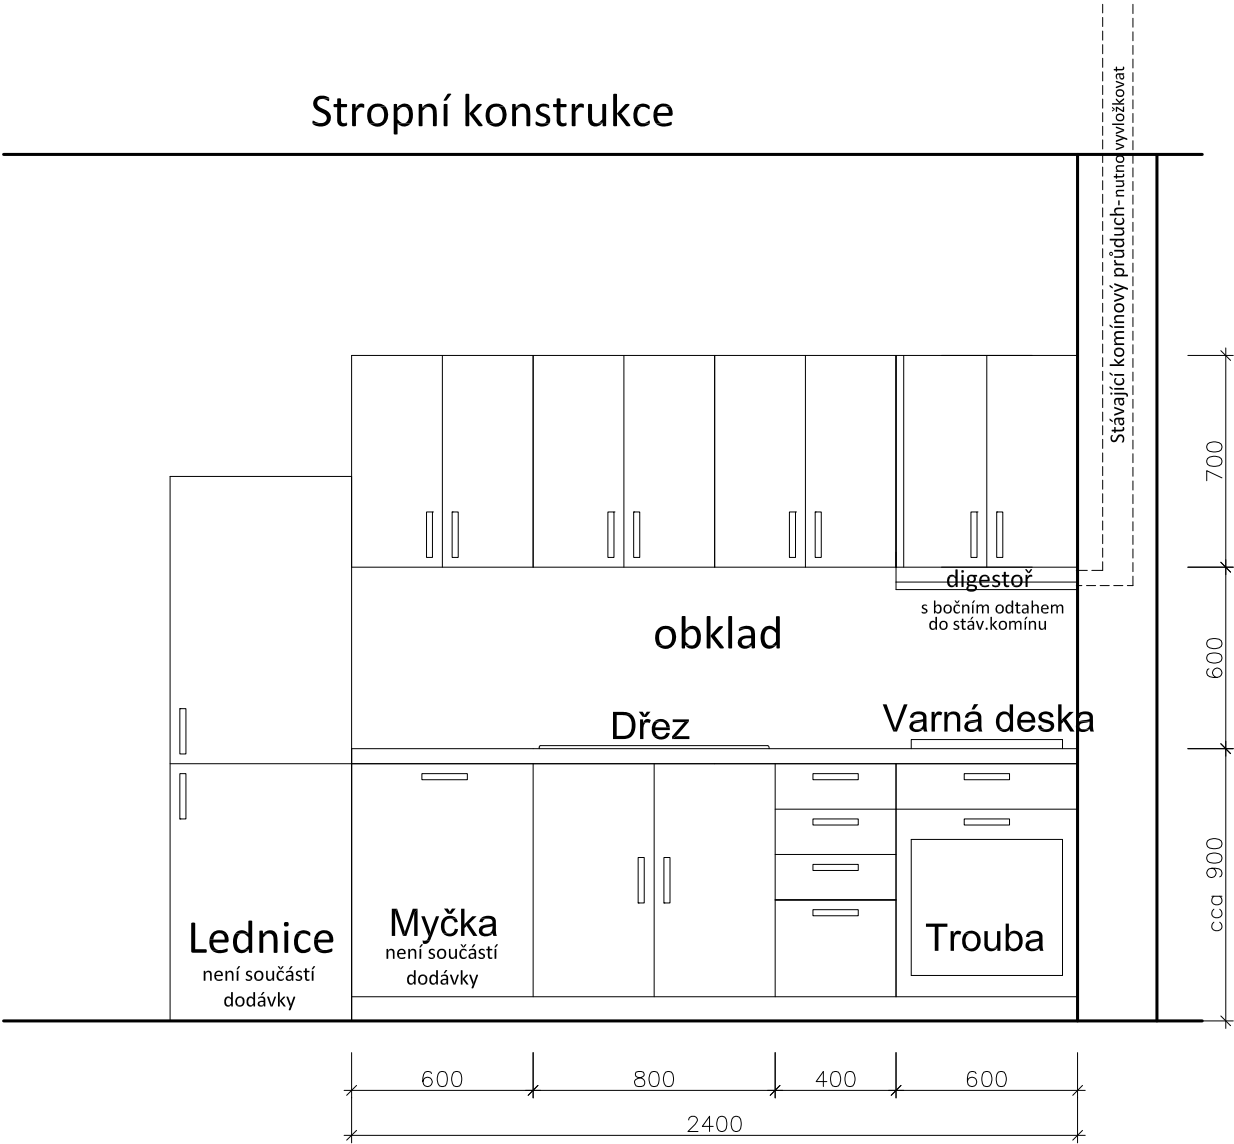 Stropní konstrukce
Stávající komínový průduch-nutno vyvložkovat
700
digestoř
s bočním odtahem
do stáv.komínu
obklad
600
Dřez
Varná deska
cca 900
Lednice
není součástí
dodávky
Myčka
není součástí
dodávky
Trouba
600
800
400
600
2400